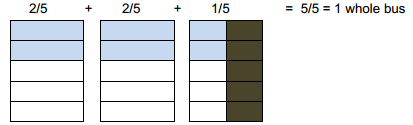 2/5 + 2/5 + 1/5 = 5/5 = 1 whole bus